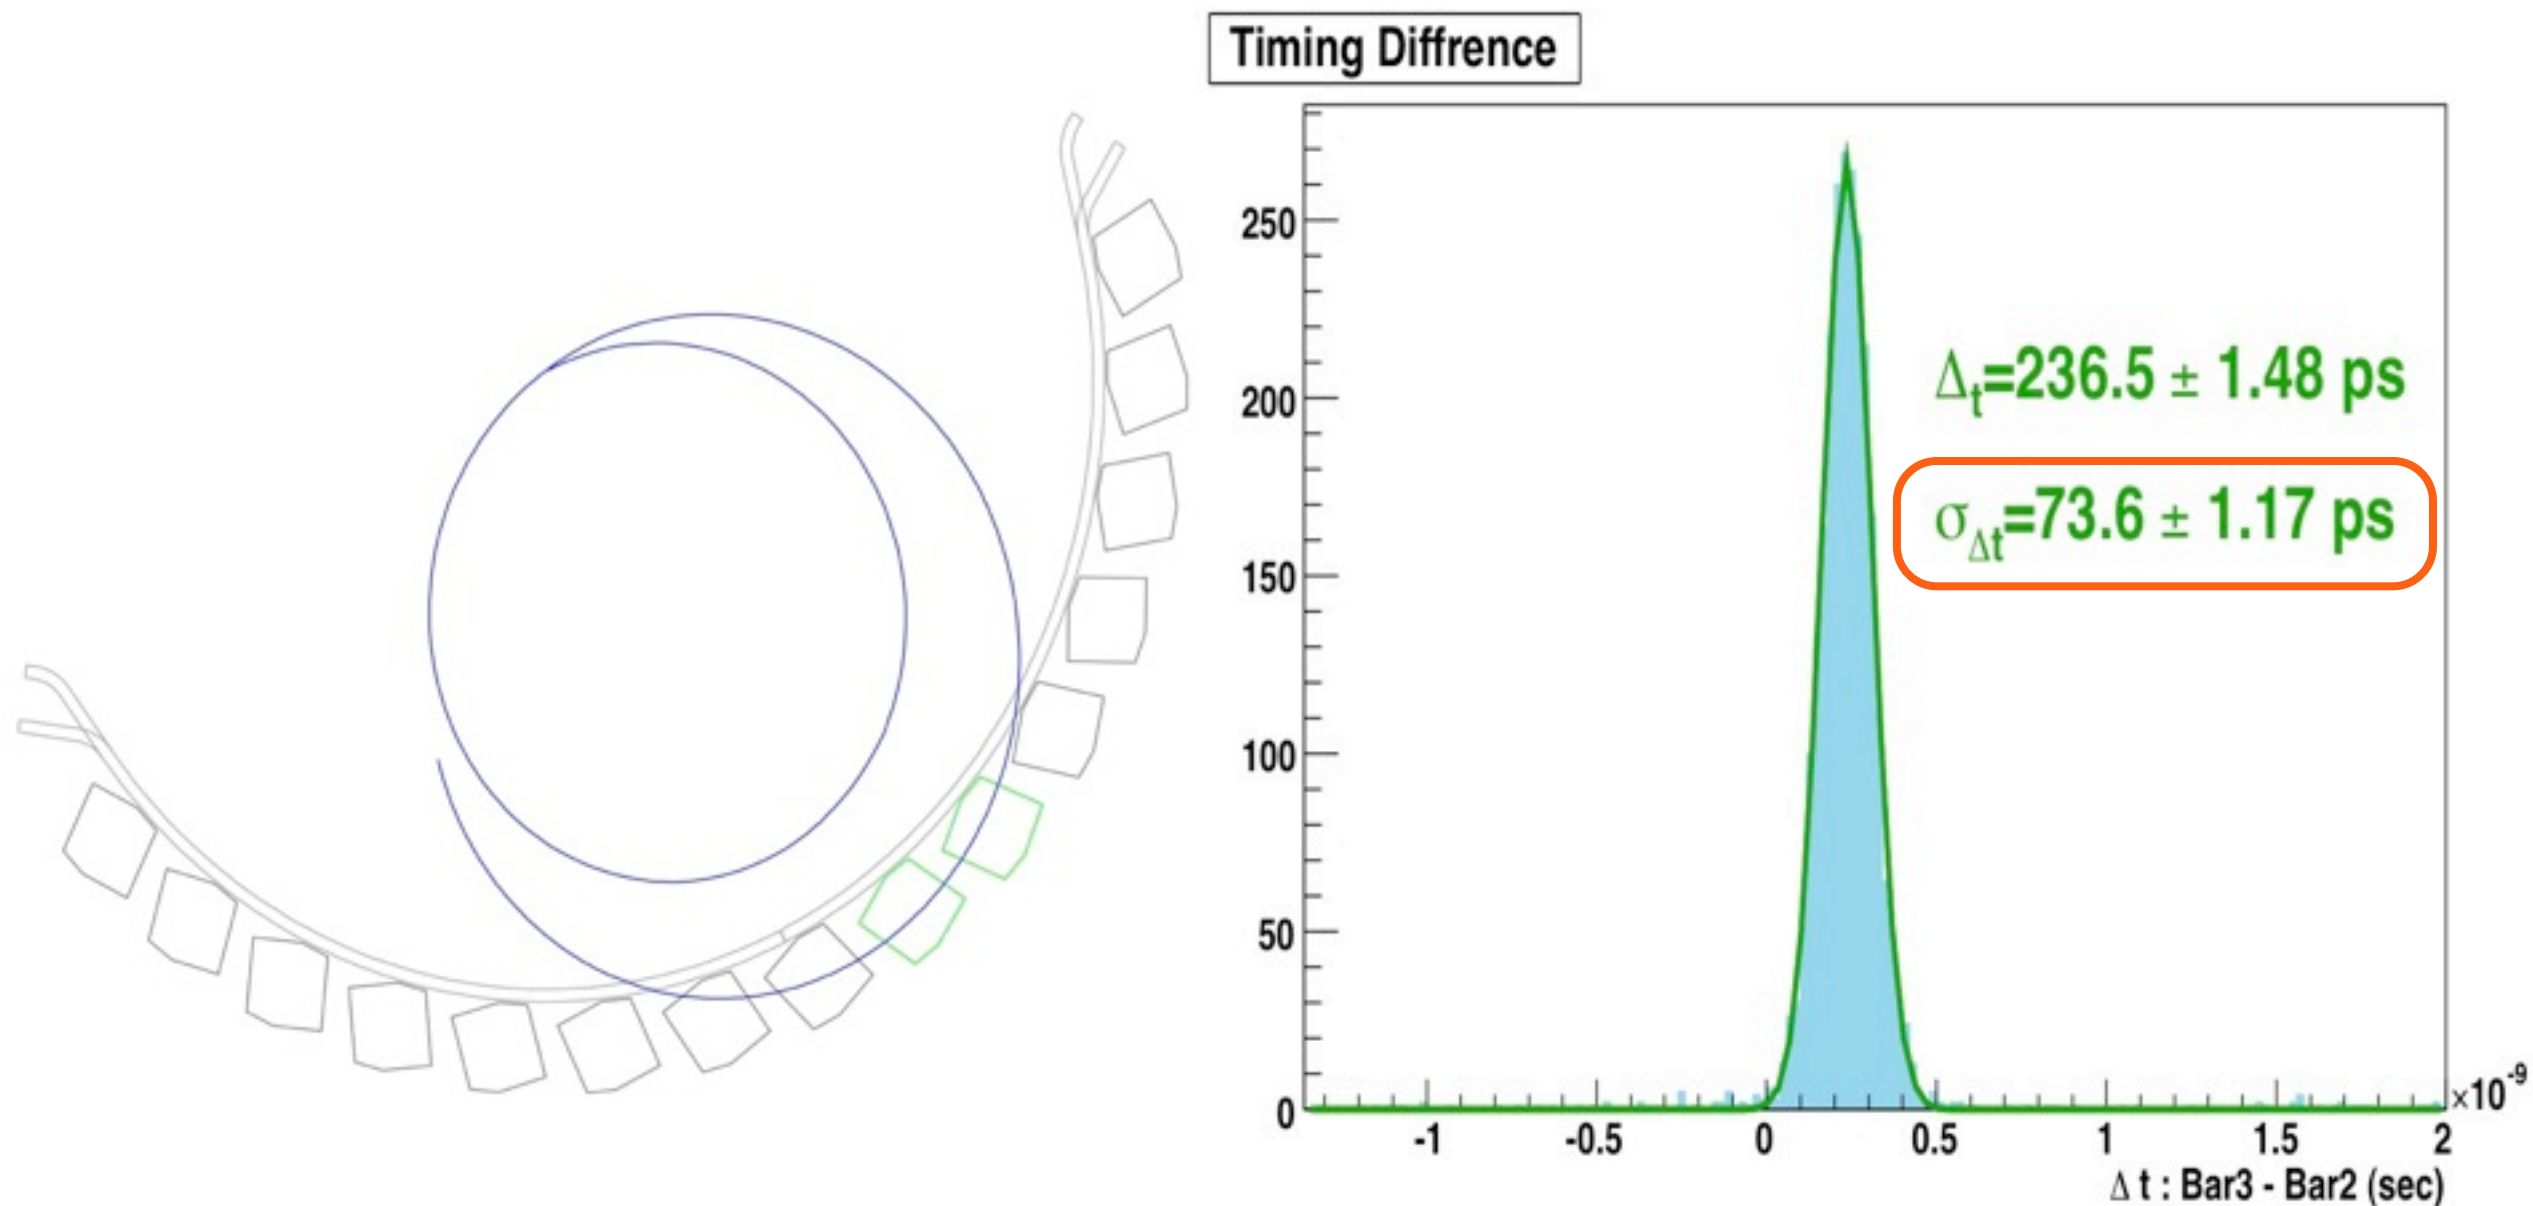 Timing Diffrence
250
200
150
100
50
0
Δt=236.5 ± 1.48 ps
σΔt=73.6 ± 1.17 ps
-1 -0.5 0 0.5 1 1.5 2
×10-9
Δ t : Bar3 - Bar2 (sec)